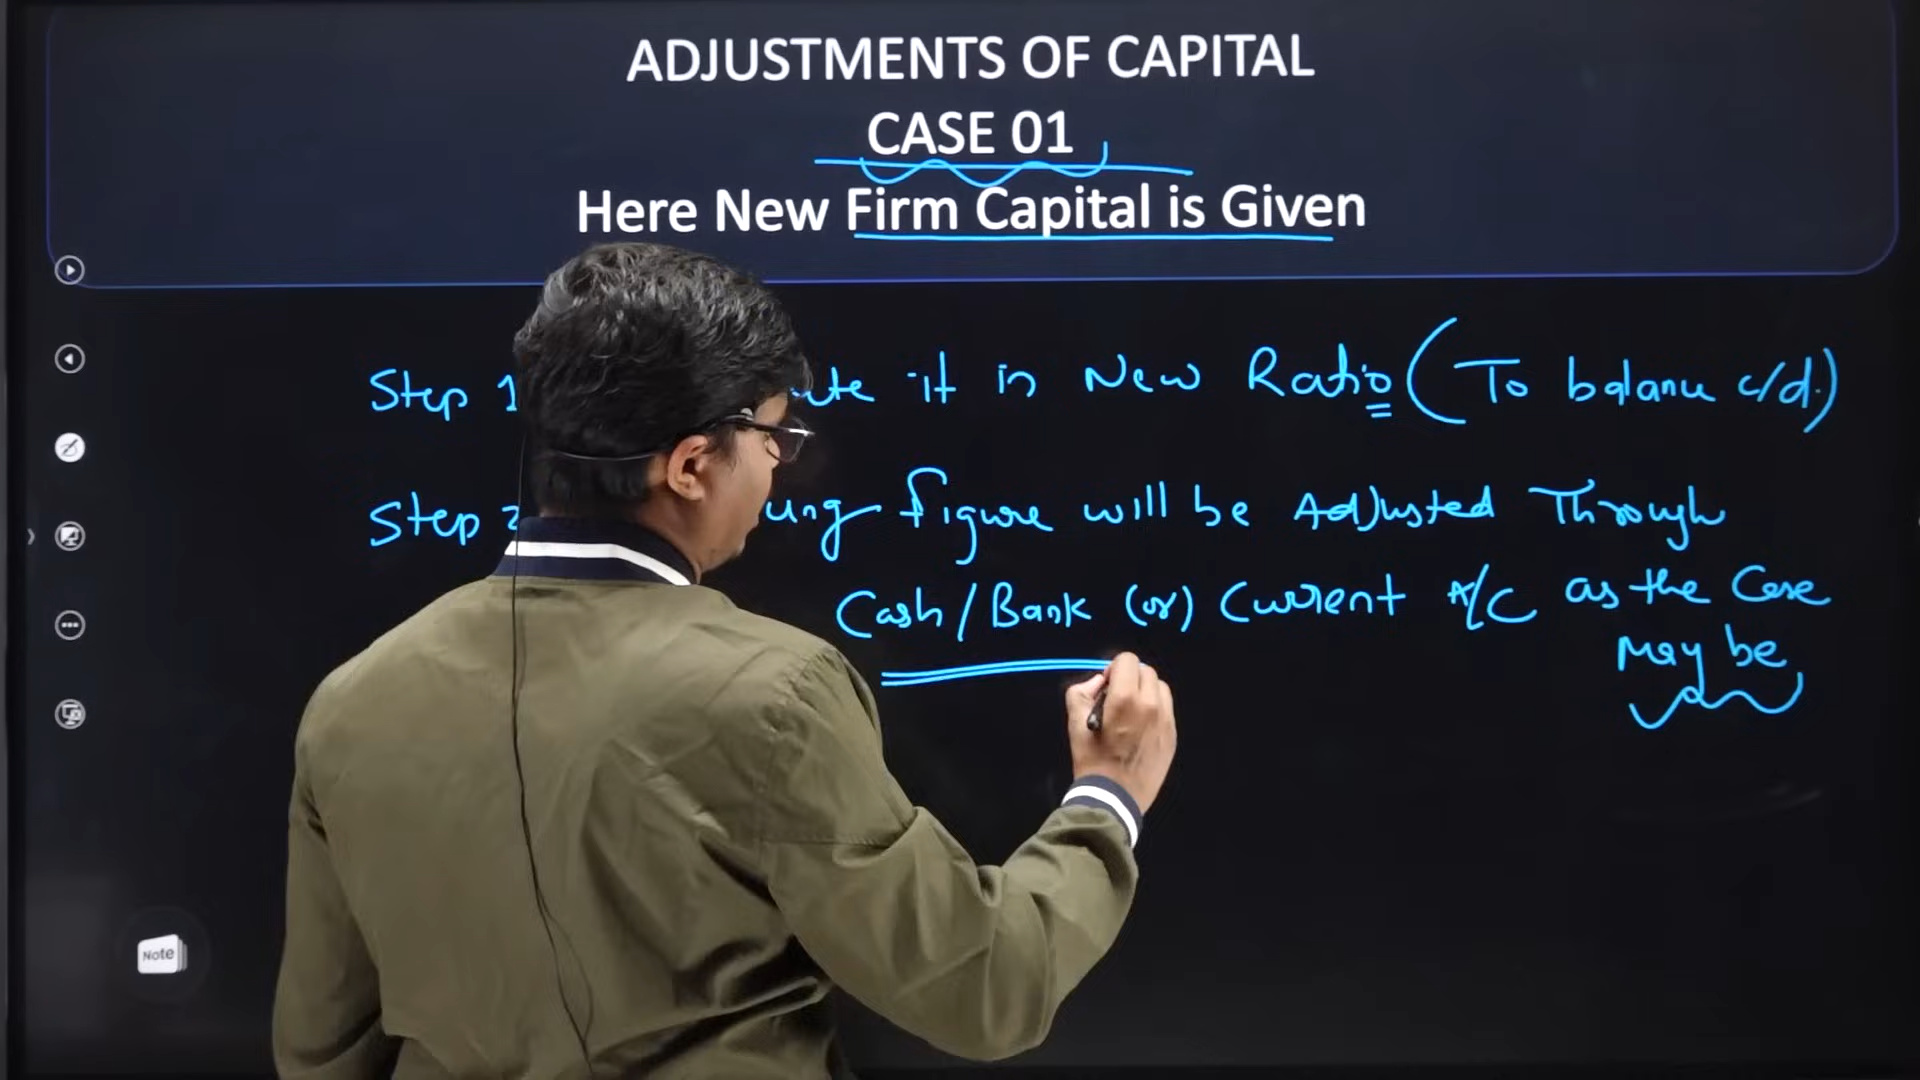 ADJUSTMENTS OF CAPITAL
CASE 01
Here New Firm Capital is Given
Step 1 it in New Ratio (To balance c/d.)
Step 2 figure will be Adjusted Through
Cash/Bank (or) Current A/C as the Case
May be
Note